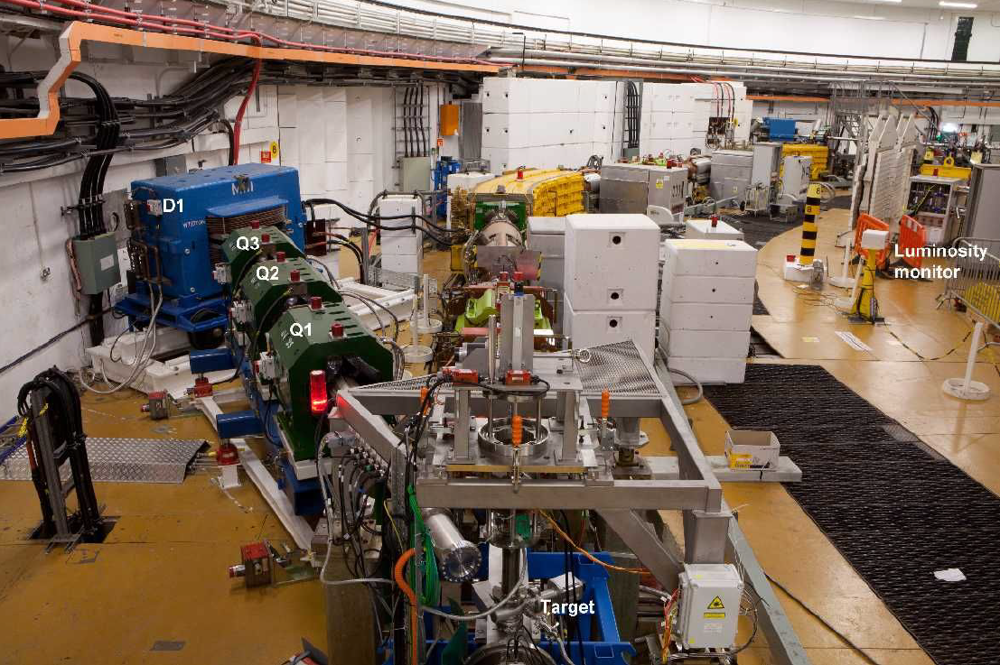 D1
Q3
Q2
Q1
Luminosity
monitor
Target